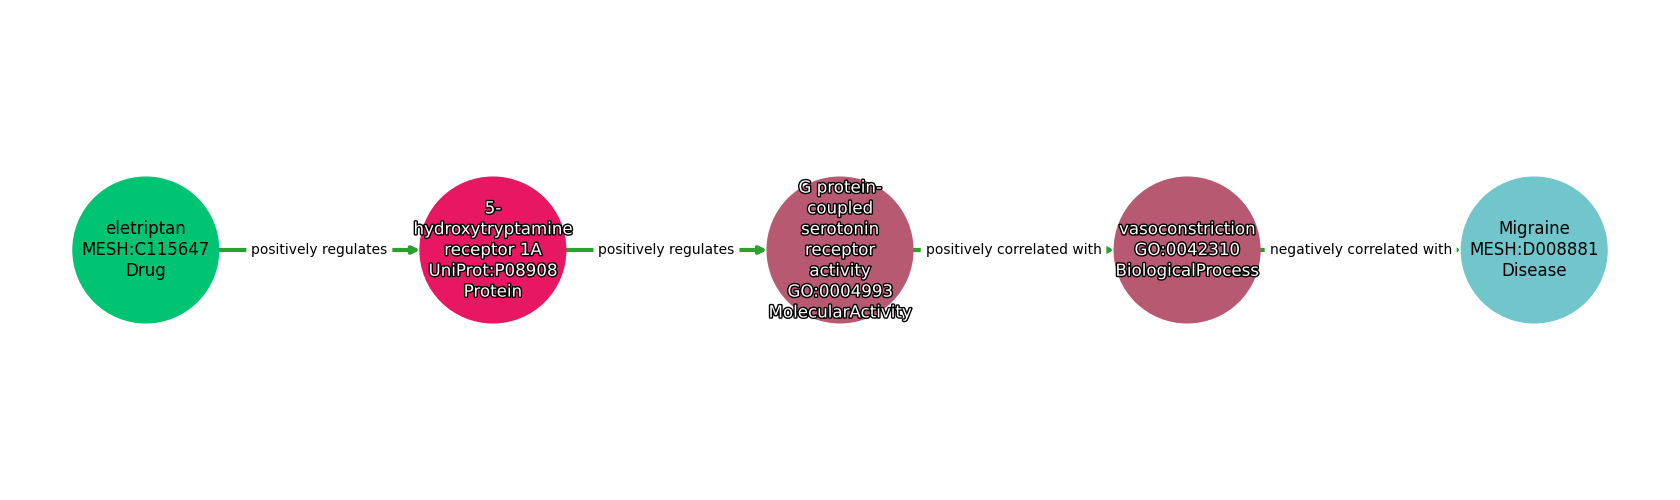 eletriptan
MESH:C115647
Drug
positively regulates
5-
hydroxytryptamine
receptor 1A
UniProt:P08908
Protein
positively regulates
G protein-
coupled
serotonin
receptor
activity
GO:0004993
MolecularActivity
positively correlated with
vasoconstriction
GO:0042310
BiologicalProcess
negatively correlated with
Migraine
MESH:D008881
Disease